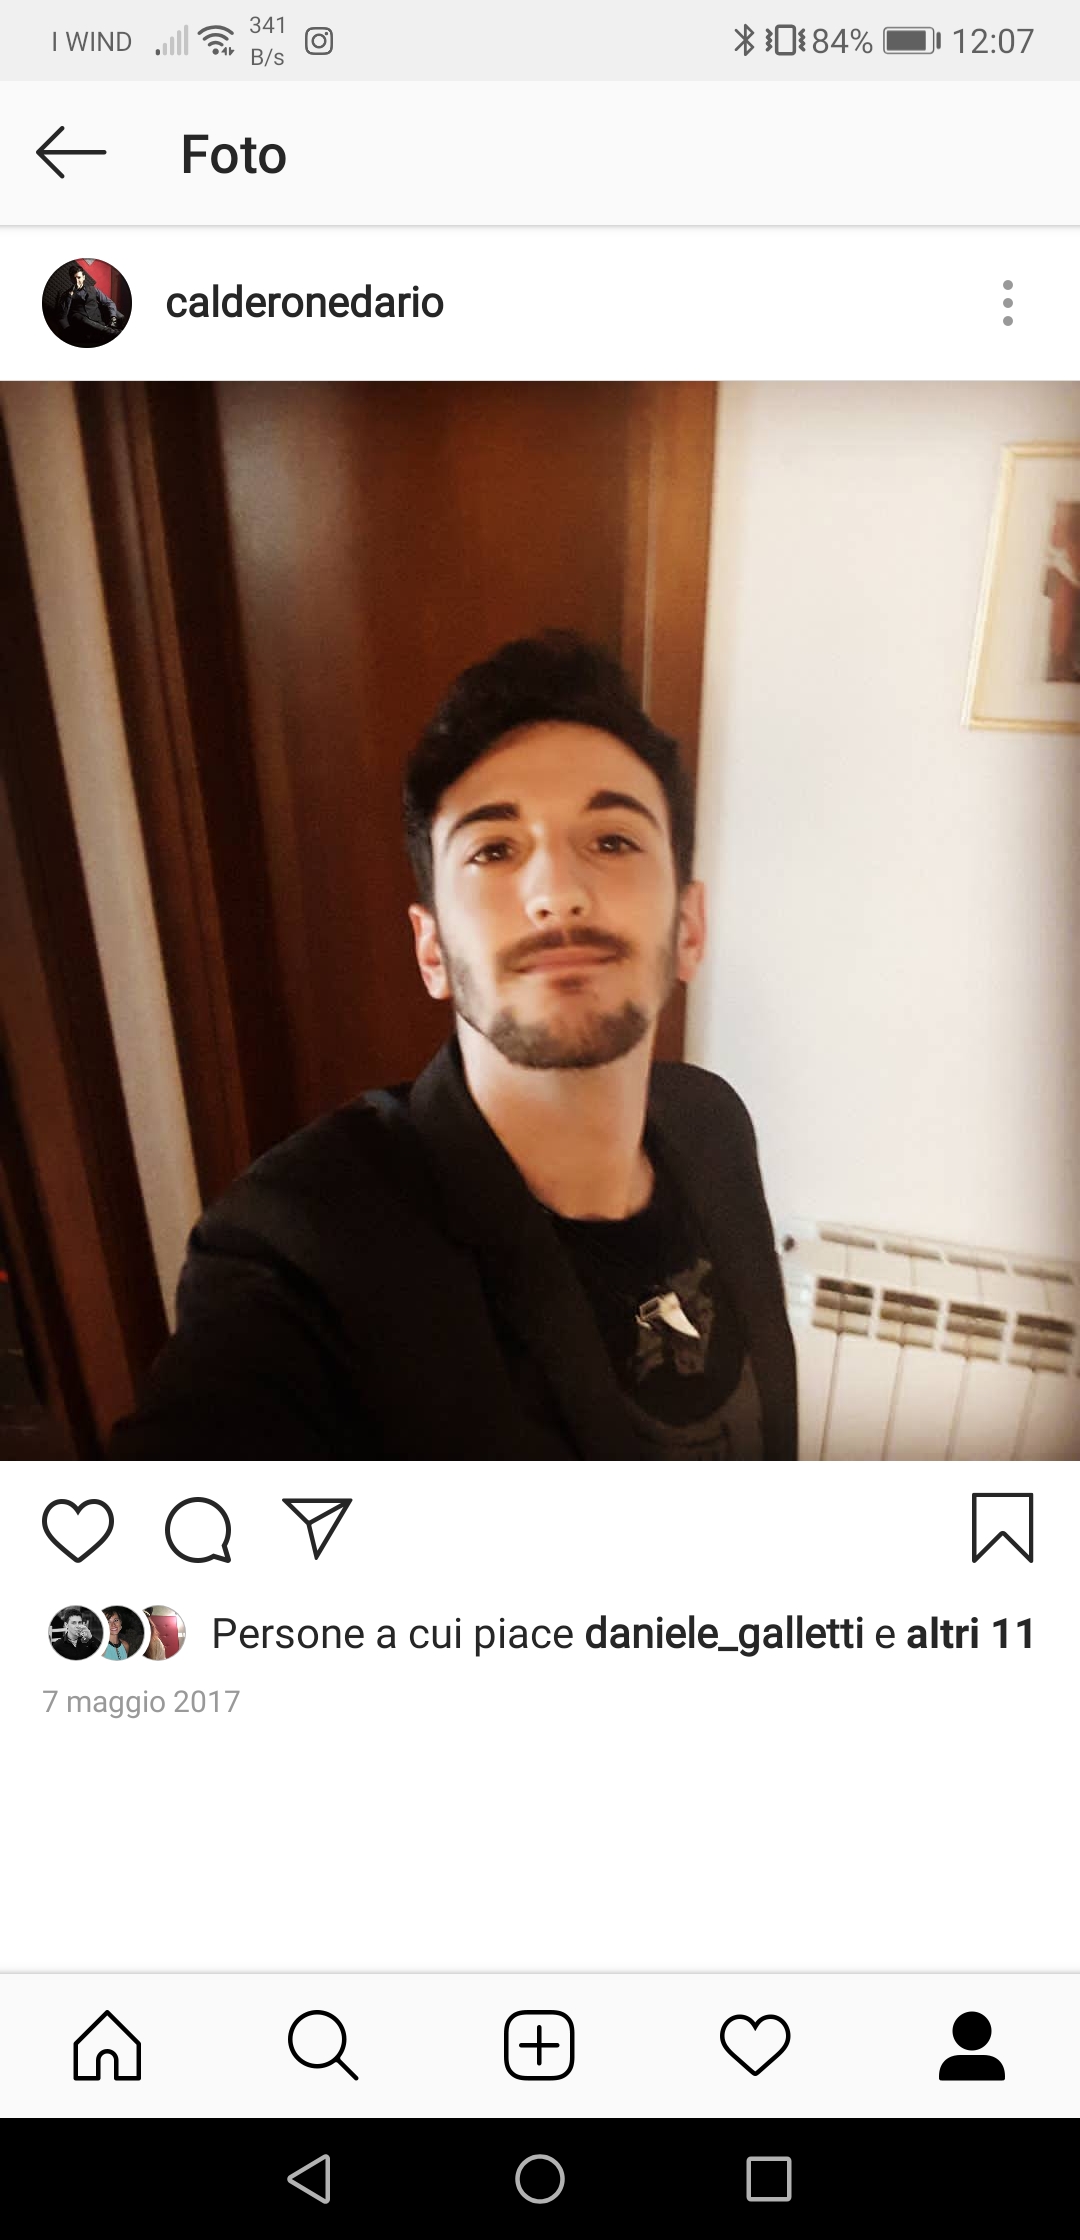 I WIND 341 B/s 84% 12:07
Foto
calderonedario
Persone a cui piace daniele_galletti e altri 11
7 maggio 2017